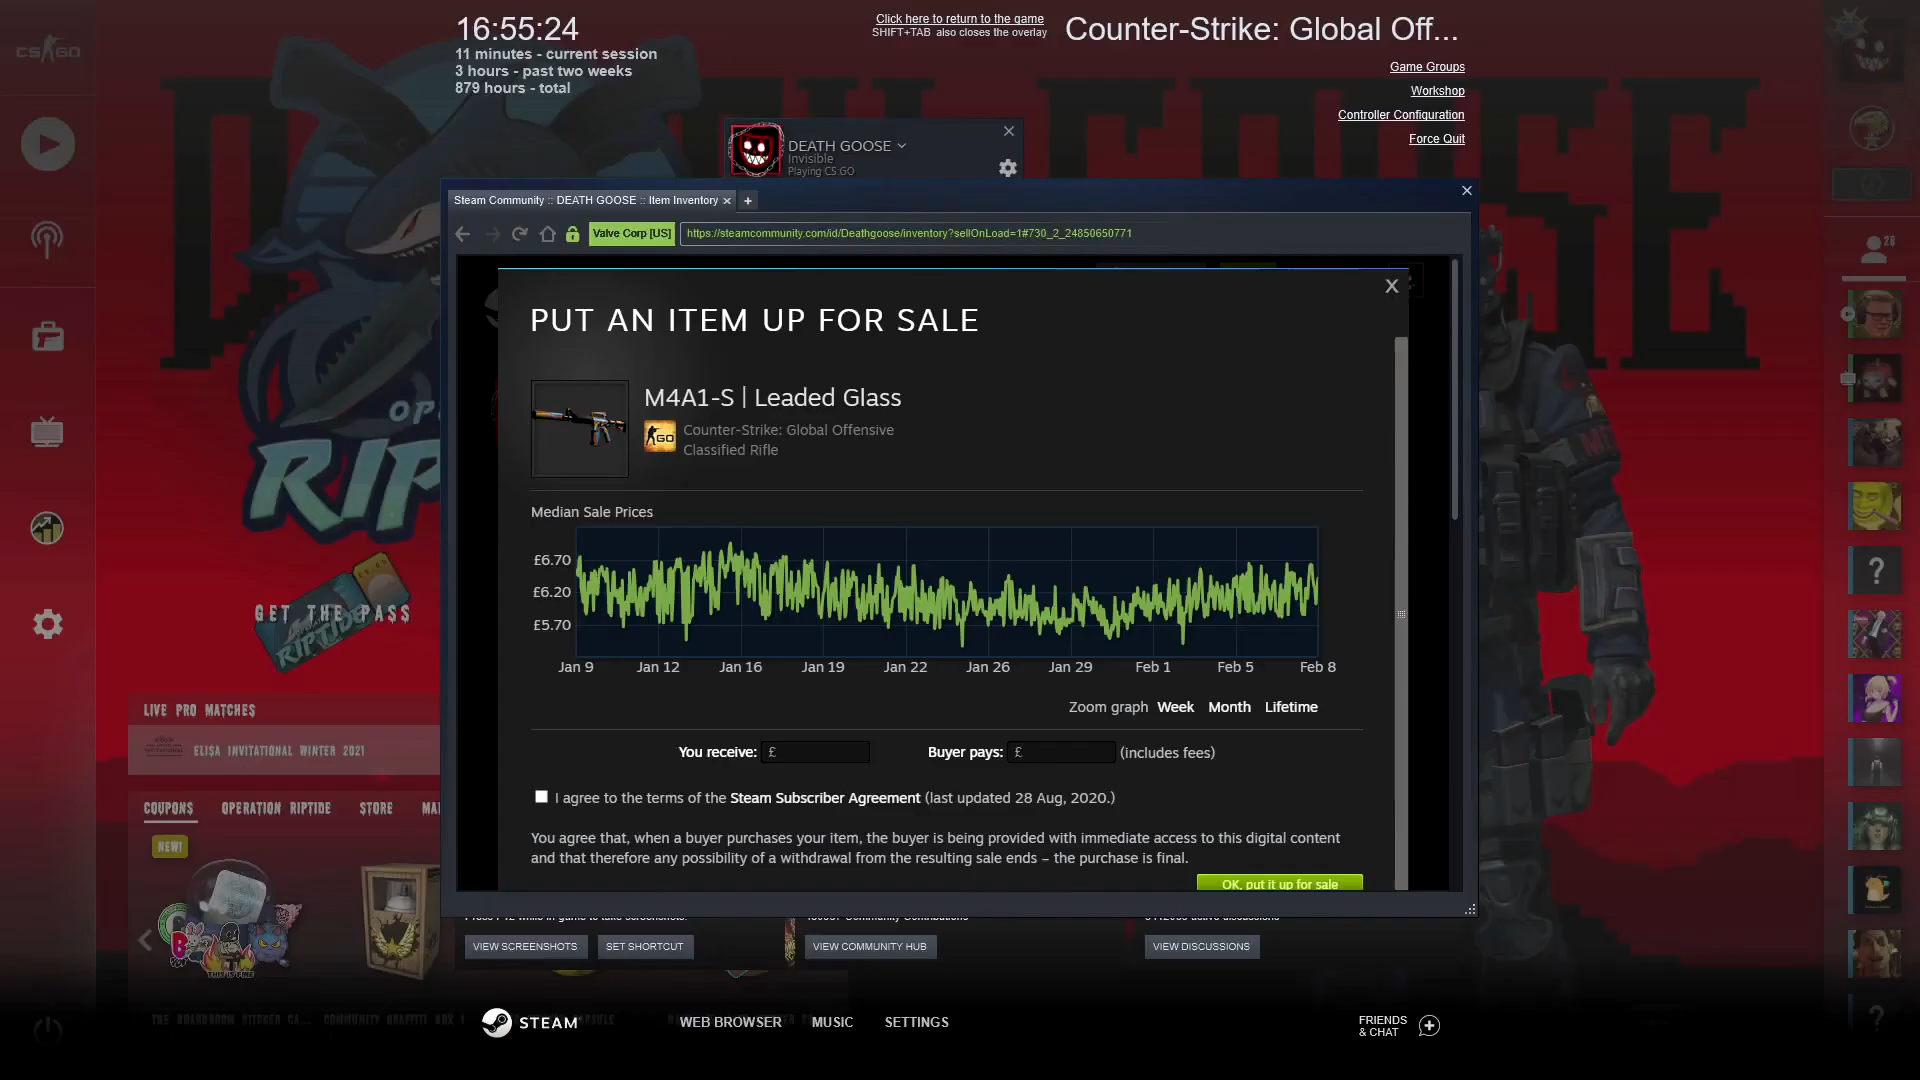 16:55:24
11 minutes - current session
3 hours - past two weeks
879 hours - total
Click here to return to the game
SHIFT+TAB also closes the overlay
Counter-Strike: Global Off...
Game Groups
Workshop
Controller Configuration
Force Quit
CS GO
DEATH GOOSE
Invisible
Playing CS:GO
Steam Community :: DEATH GOOSE :: Item Inventory
Valve Corp [US]
https://steamcommunity.com/id/Deathgoose/inventory?sellOnLoad=1#730_2_24850650771
28
X
PUT AN ITEM UP FOR SALE
M4A1-S | Leaded Glass
GO
Counter-Strike: Global Offensive
Classified Rifle
Median Sale Prices
£6.70
£6.20
£5.70
Jan 9 Jan 12 Jan 16 Jan 19 Jan 22 Jan 26 Jan 29 Feb 1 Feb 5 Feb 8
Zoom graph Week Month Lifetime
You receive: £ Buyer pays: £ (includes fees)
I agree to the terms of the Steam Subscriber Agreement (last updated 28 Aug, 2020.)
You agree that, when a buyer purchases your item, the buyer is being provided with immediate access to this digital content
and that therefore any possibility of a withdrawal from the resulting sale ends – the purchase is final.
OK, put it up for sale
GET THE PASS
RIPTIDE
LIVE PRO MATCHES
ELISA INVITATIONAL WINTER 2021
COUPONS OPERATION RIPTIDE STORE
NEW!
THIS IS FINE
VIEW SCREENSHOTS
SET SHORTCUT
VIEW COMMUNITY HUB
VIEW DISCUSSIONS
STEAM
WEB BROWSER
MUSIC
SETTINGS
FRIENDS
& CHAT